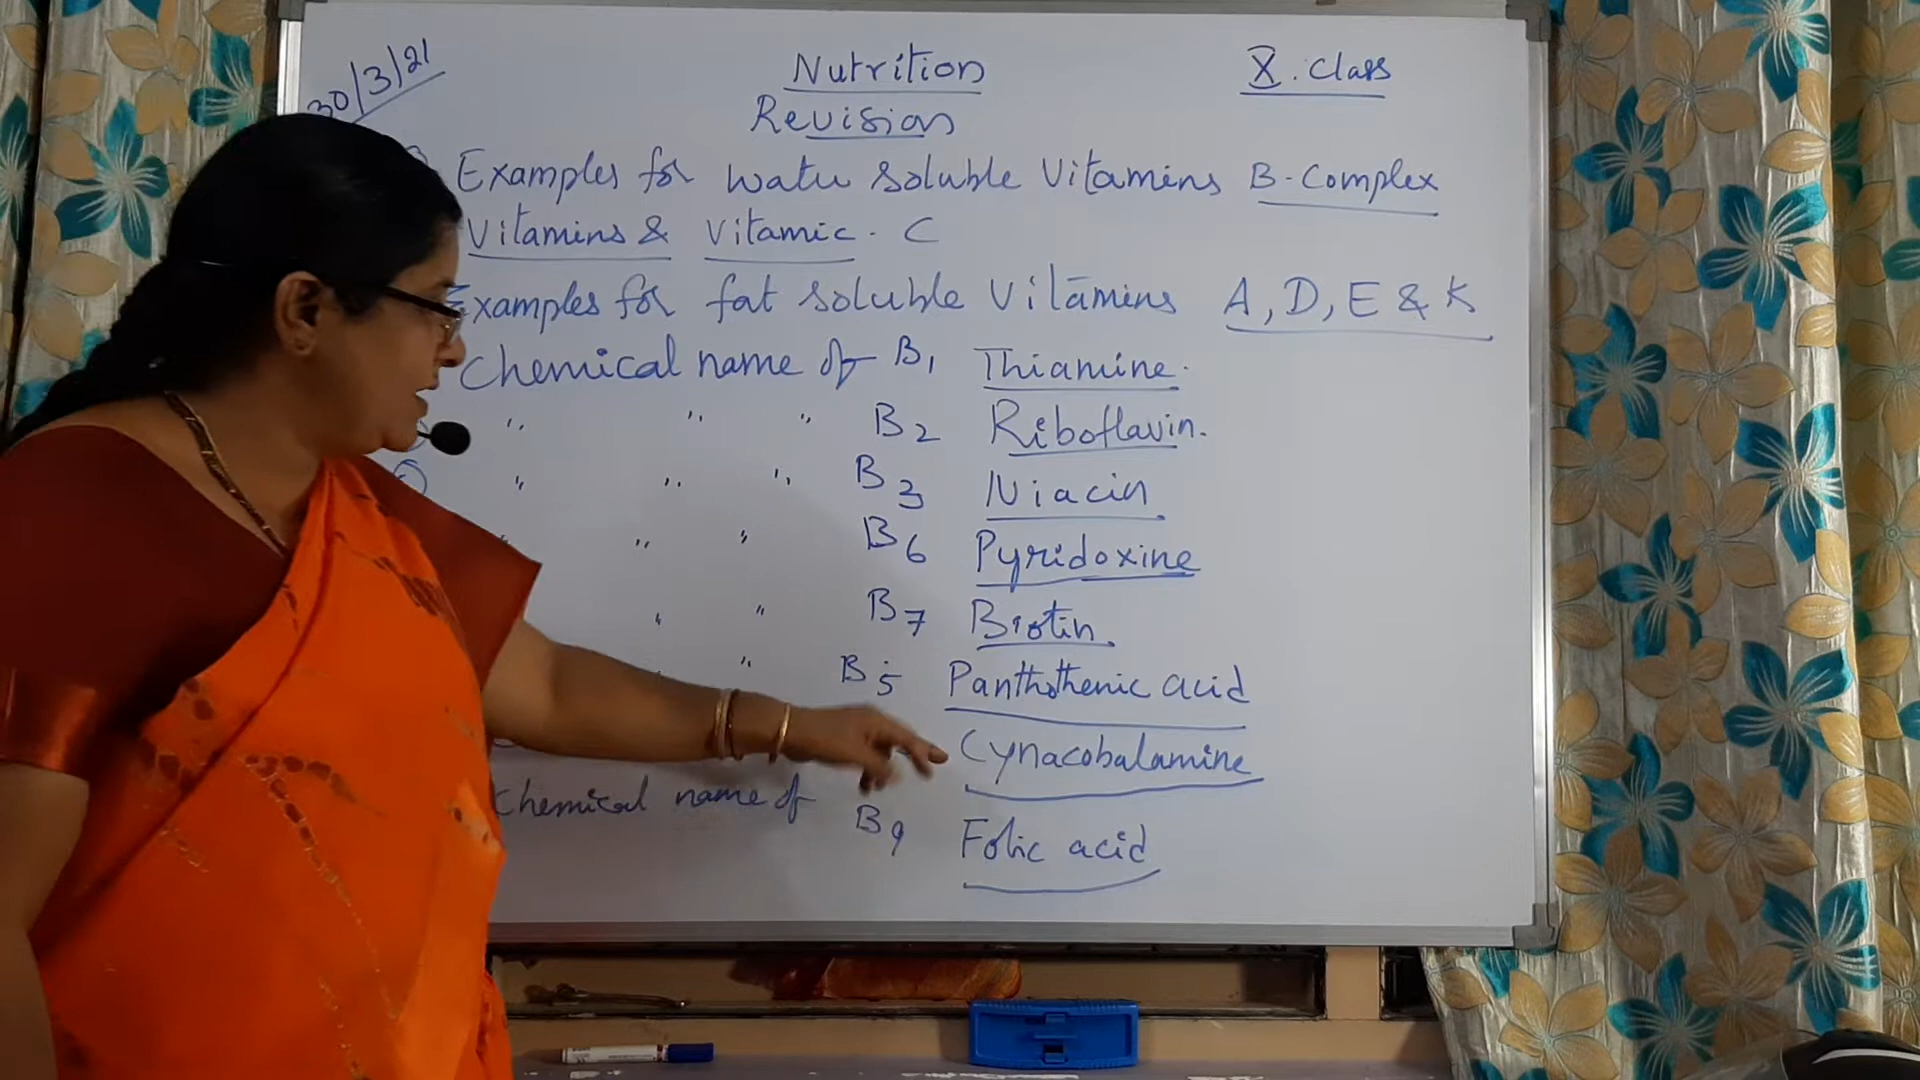 30/3/21
Nutrition
X. Class
Revision
Examples for water soluble Vitamins B-Complex
Vitamins & Vitamic. C
Examples for fat soluble Vitamins A, D, E & K
Chemical name of B1 Thiamine.
" " " B2 Riboflavin.
" " " B3 Niacin
" " " B6 Pyridoxine
" " B7 Biotin.
" " B5 Panthothenic acid
Cynacobalamine
Chemical name of B9 Folic acid